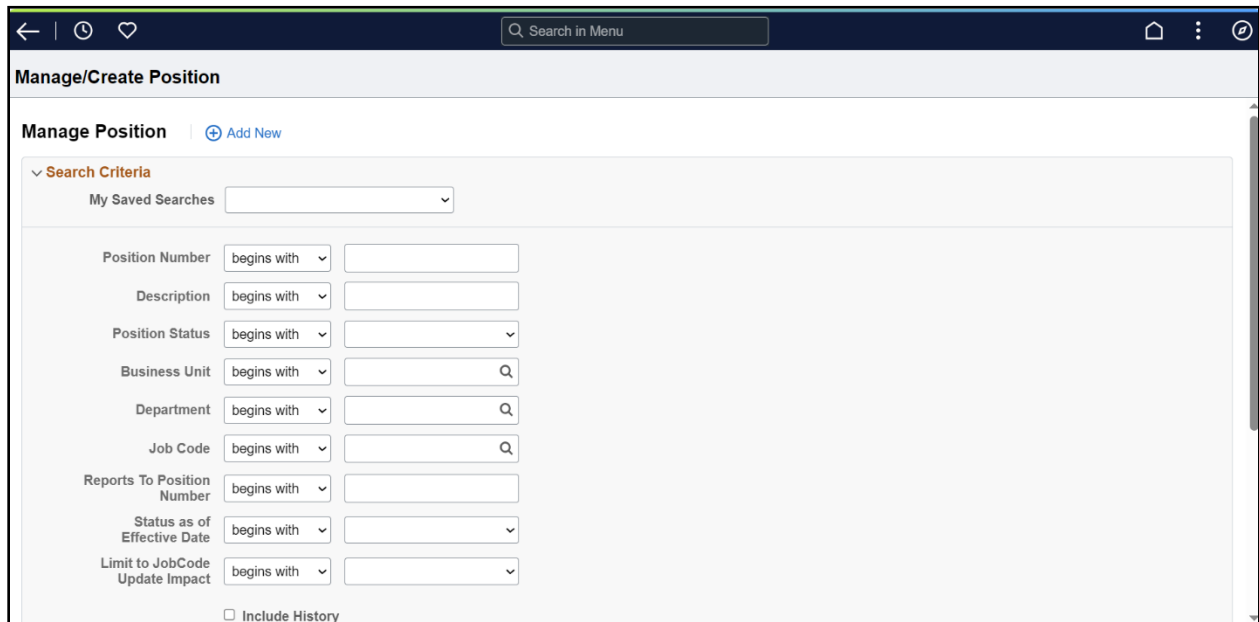 Search in Menu
Manage/Create Position
Manage Position Add New
Search Criteria
My Saved Searches
Position Number begins with
Description begins with
Position Status begins with
Business Unit begins with
Department begins with
Job Code begins with
Reports To Position
Number begins with
Status as of
Effective Date begins with
Limit to JobCode
Update Impact begins with
Include History